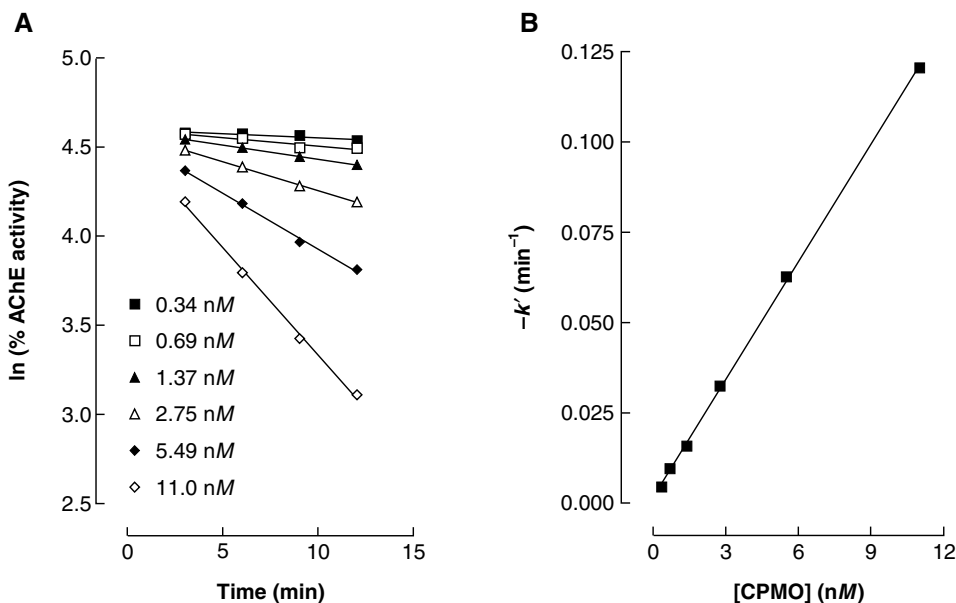 A
ln (% AChE activity)
5.0
4.5
4.0
3.5
3.0
2.5
0.34 nM
0.69 nM
1.37 nM
2.75 nM
5.49 nM
11.0 nM
0 5 10 15
Time (min)
B
–k′ (min⁻¹)
0.125
0.100
0.075
0.050
0.025
0.000
0 3 6 9 12
[CPMO] (nM)